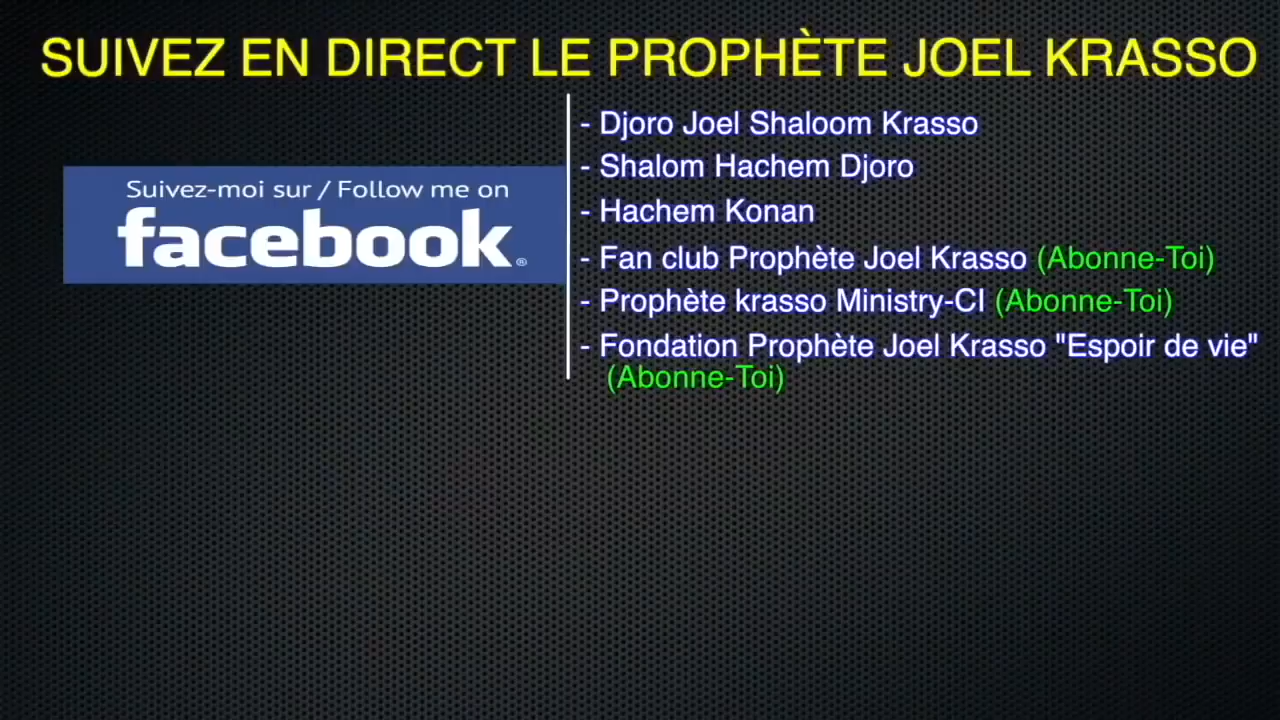 SUIVEZ EN DIRECT LE PROPHÈTE JOEL KRASSO
Suivez-moi sur / Follow me on
facebook®
- Djoro Joel Shaloom Krasso
- Shalom Hachem Djoro
- Hachem Konan
- Fan club Prophète Joel Krasso (Abonne-Toi)
- Prophète krasso Ministry-CI (Abonne-Toi)
- Fondation Prophète Joel Krasso "Espoir de vie"
(Abonne-Toi)